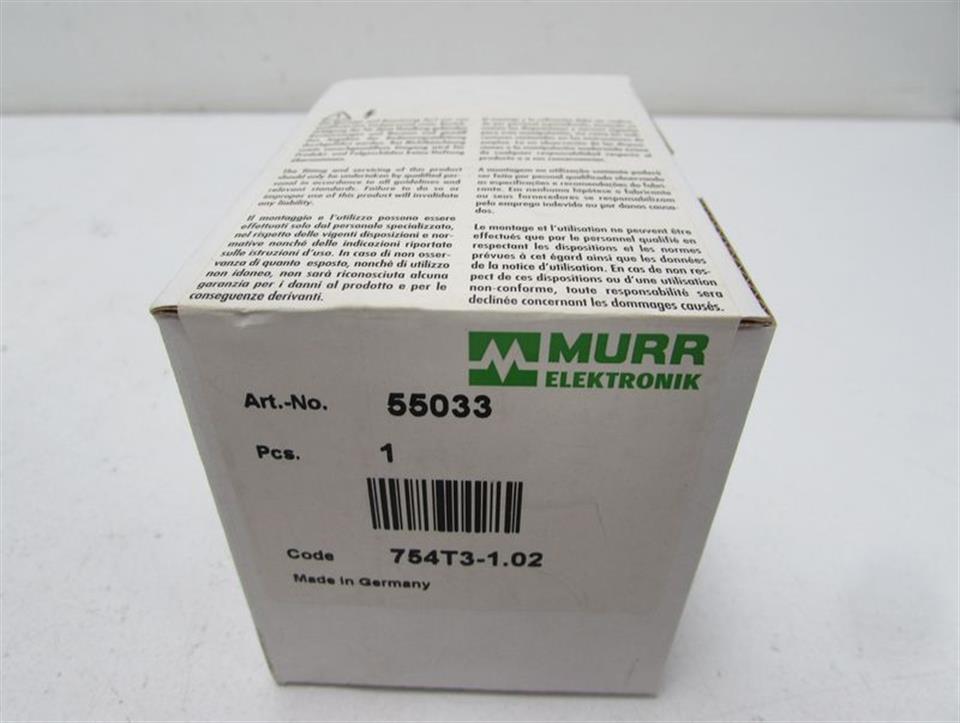 The fitting and servicing of this product
should only be undertaken by qualified per-
sonal in accordance to all guidelines and
relevant standards. Failure to do so or
improper use of this product will invalidate
any liability.
Il montaggio e l'utilizzo possono essere
effettuati solo dal personale specializzato,
nel rispetto delle vigenti disposizioni e nor-
mative nonché delle indicazioni riportate
sulle istruzioni d'uso. In caso di non osser-
vanza di quanto esposto, nonché di utilizzo
non idoneo, non sarà riconosciuta alcuna
garanzia per i danni al prodotto e per le
conseguenze derivanti.
A montagem ou utilização somente poderá
ser feita por pessoal qualificado observando
as especificações e recomendações do fabri-
cante. Em nenhuma hipótese o fabricante
ou seus fornecedores se responsabilizam
pelo emprego indevido ou por danos causa-
dos.
Le montage et l'utilisation ne peuvent être
effectués que par le personnel qualifié en
respectant les dispositions et les normes
prévues à cet égard ainsi que les données
de la notice d'utilisation. En cas de non res-
pect de ces dispositions ou d'une utilisation
non-conforme, toute responsabilité sera
declinée concernant les dommages causés.
MURR
ELEKTRONIK
Art.-No. 55033
Pcs. 1
Code 754T3-1.02
Made in Germany